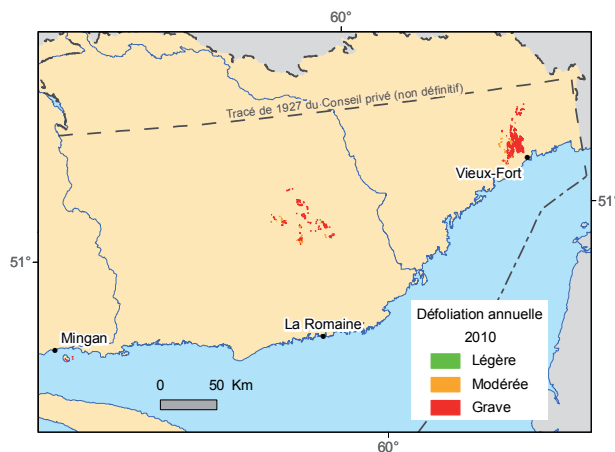 60°
Tracé de 1927 du Conseil privé (non définitif)
Vieux-Fort
51°
51°
La Romaine
Mingan
Défoliation annuelle
2010
Légère
Modérée
Grave
0 50 Km
60°